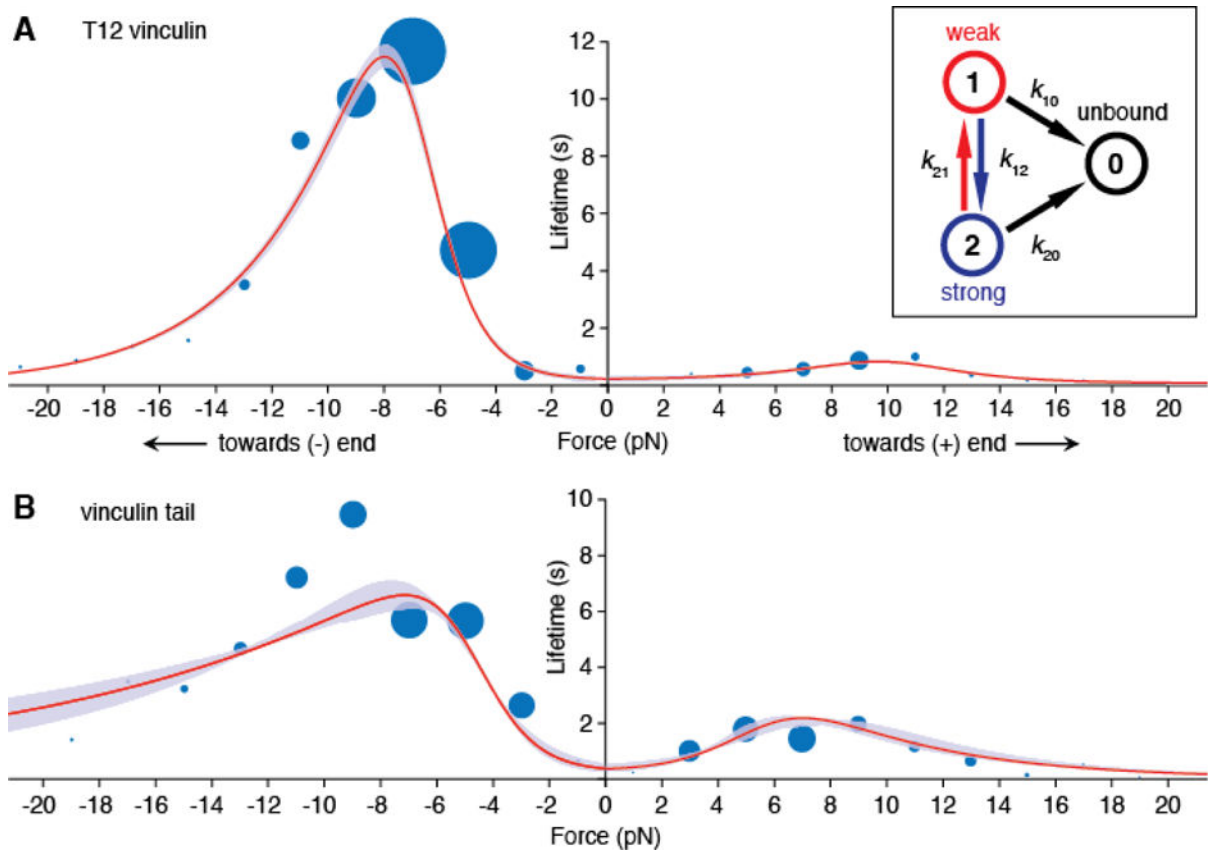 A T12 vinculin
weak
1
k10
unbound
0
k21
k12
2
k20
strong
Lifetime (s)
12
10
8
6
4
2
-20 -18 -16 -14 -12 -10 -8 -6 -4 -2 0 2 4 6 8 10 12 14 16 18 20
towards (-) end Force (pN) towards (+) end
B vinculin tail
Lifetime (s)
10
8
6
4
2
-20 -18 -16 -14 -12 -10 -8 -6 -4 -2 0 2 4 6 8 10 12 14 16 18 20
Force (pN)